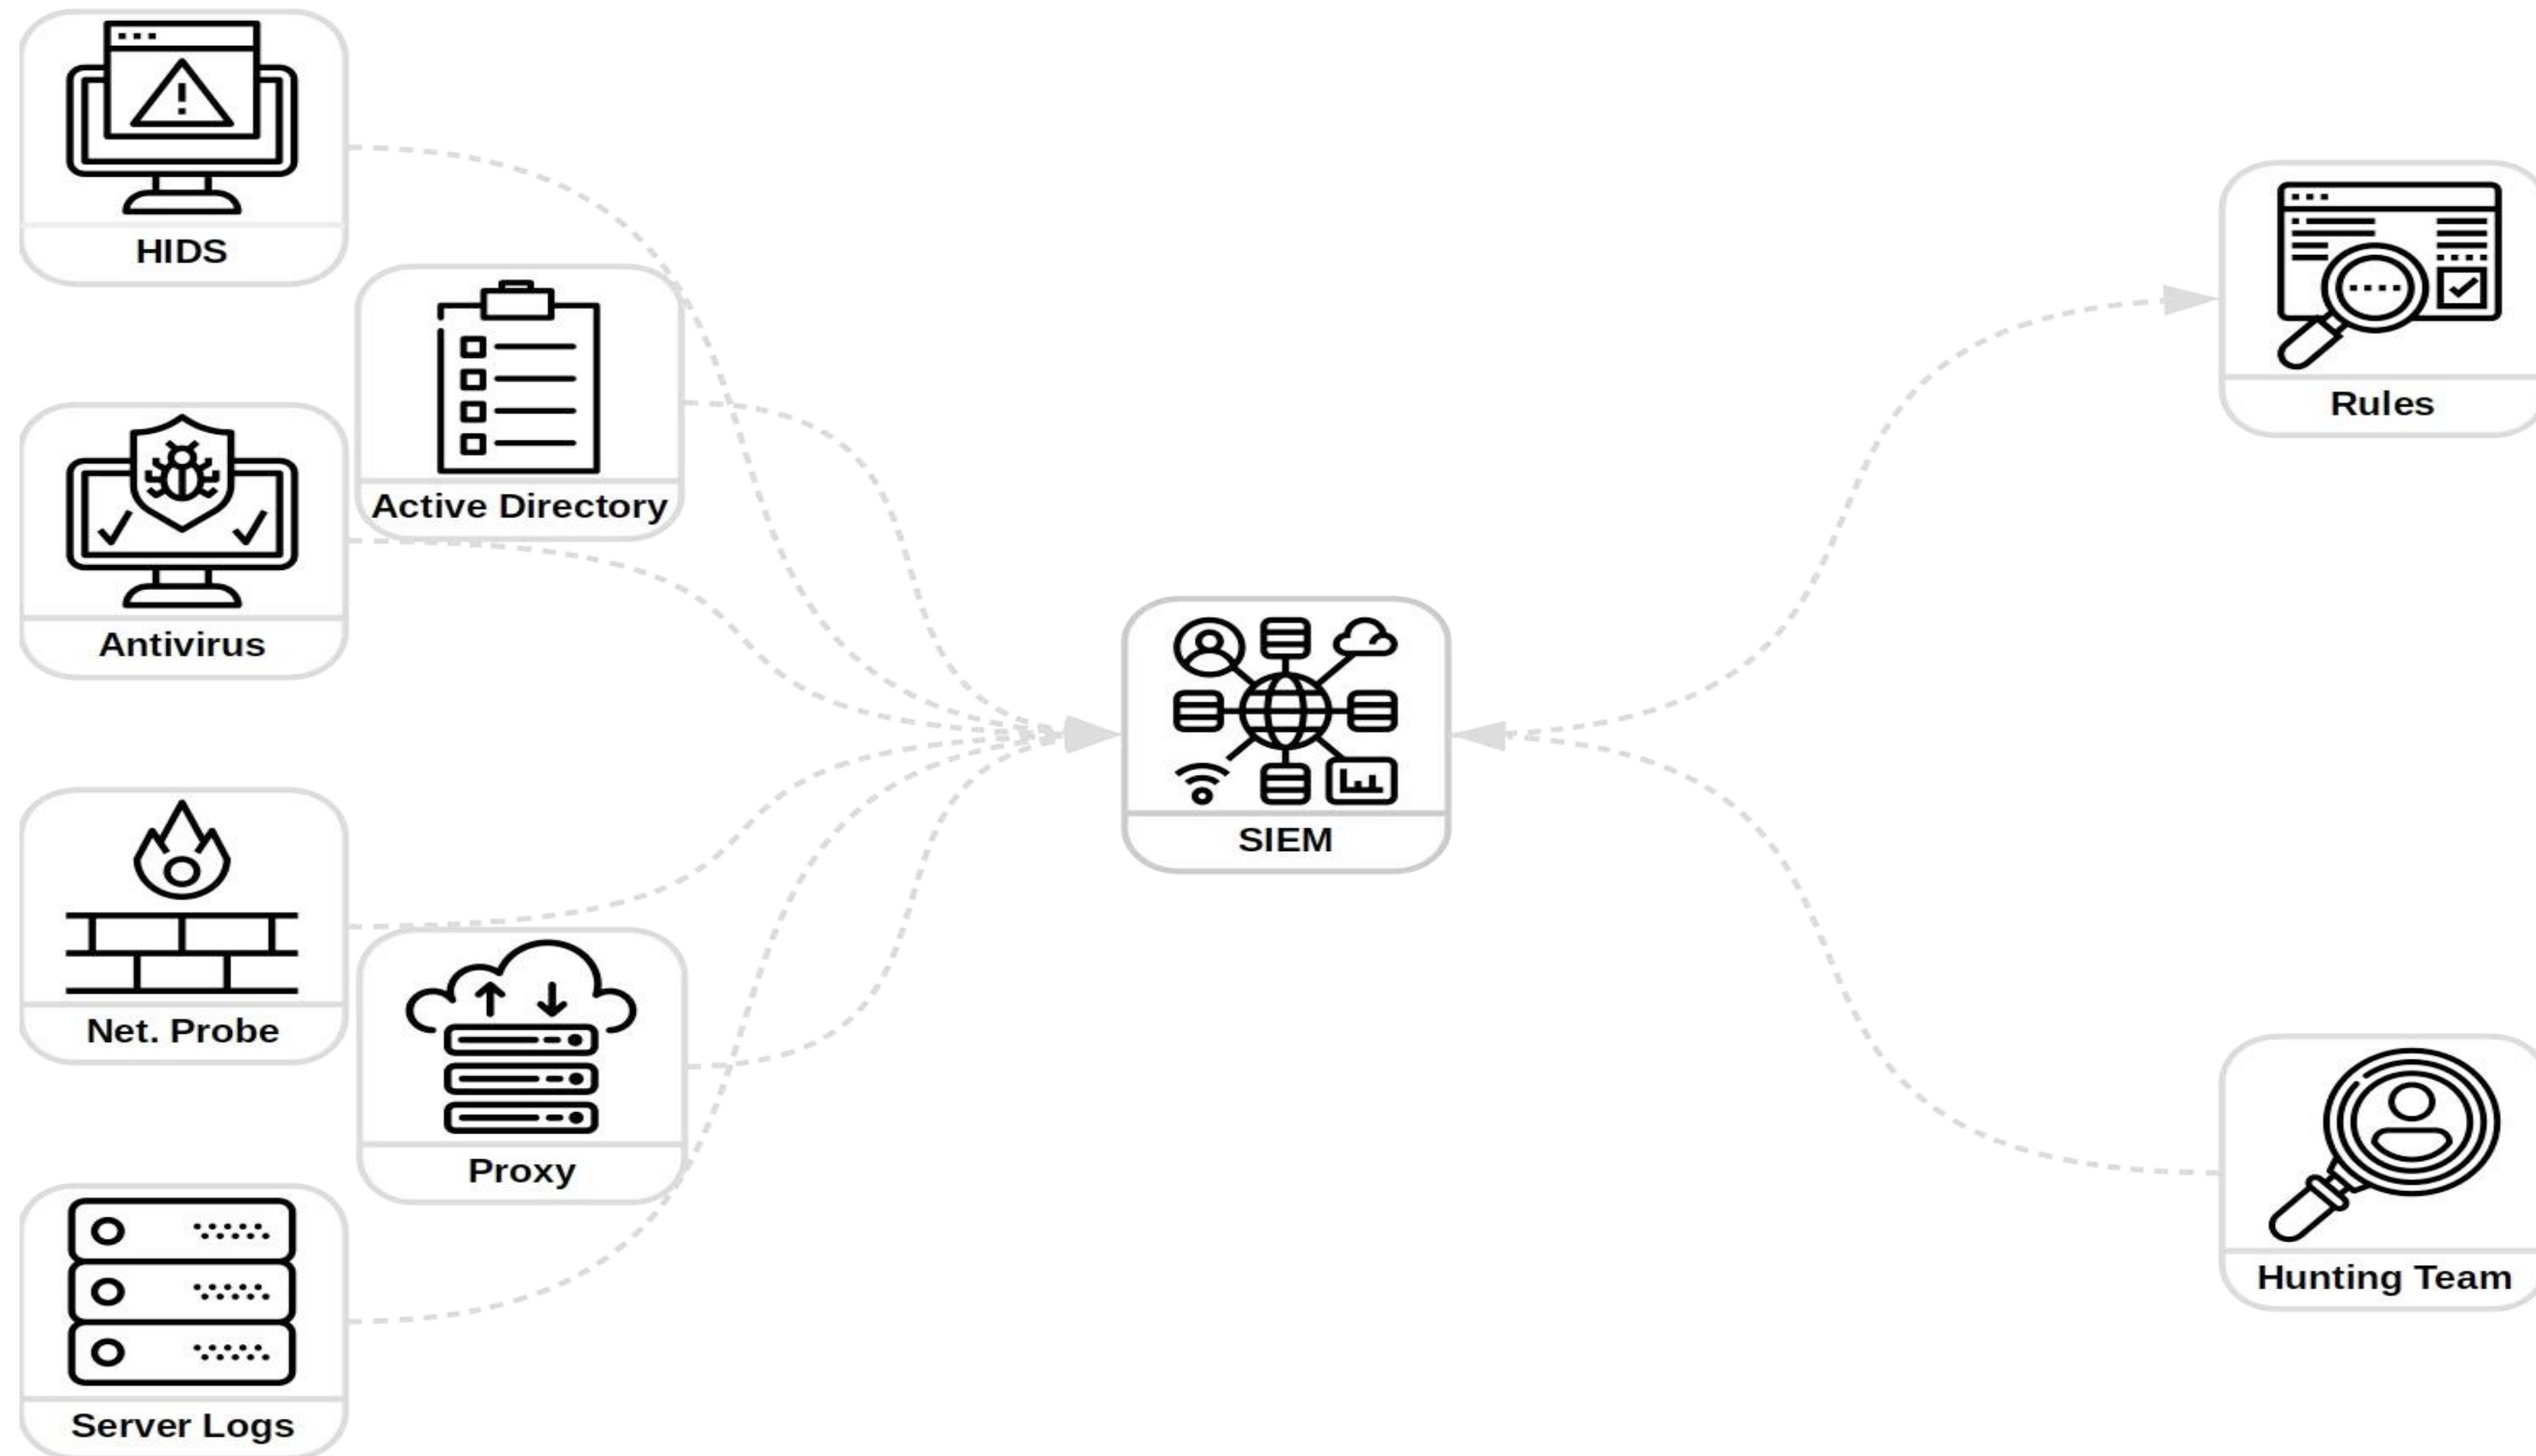 HIDS
Active Directory
Antivirus
Net. Probe
Proxy
Server Logs
SIEM
Rules
Hunting Team